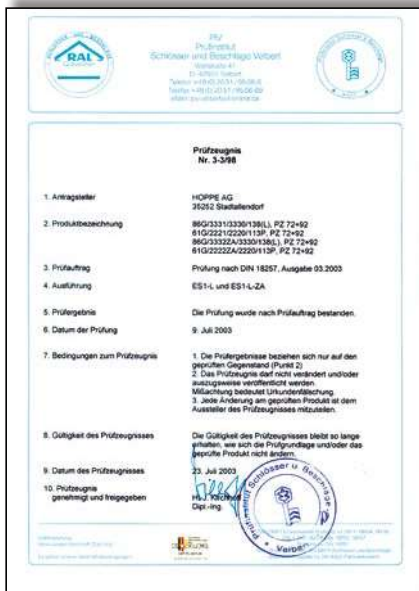 RAL
PIV
Prüfinstitut
Schlösser und Beschläge Velbert
Prüfzeugnis
Nr. 3-3/98
1. Antragsteller
HOPPE AG
35252 Stadtallendorf
2. Produktbezeichnung
86G/3331/3330/138(L), PZ 72+92
61G/2221/2220/113P, PZ 72+92
86G/3332ZA/3330/138(L), PZ 72+92
61G/2222ZA/2220/113P, PZ 72+92
3. Prüfauftrag
Prüfung nach DIN 18257, Ausgabe 03.2003
4. Ausführung
ES1-L und ES1-L-ZA
5. Prüfergebnis
Die Prüfung wurde nach Prüfauftrag bestanden.
6. Datum der Prüfung
9. Juli 2003
7. Bedingungen zum Prüfzeugnis
1. Die Prüfergebnisse beziehen sich nur auf den
geprüften Gegenstand (Punkt 2)
2. Das Prüfzeugnis darf nicht verändert und/oder
auszugsweise veröffentlicht werden.
Mißachtung bedeutet Urkundenfälschung.
3. Jede Änderung am geprüften Produkt ist dem
Aussteller des Prüfzeugnisses mitzuteilen.
8. Gültigkeit des Prüfzeugnisses
Die Gültigkeit des Prüfzeugnisses bleibt so lange
erhalten, wie sich die Prüfgrundlage und/oder das
geprüfte Produkt nicht ändern.
9. Datum des Prüfzeugnisses
23. Juli 2003
10. Prüfzeugnis
genehmigt und freigegeben
Dipl.-Ing.
Prüfinstitut Schlösser u. Beschläge
Velbert